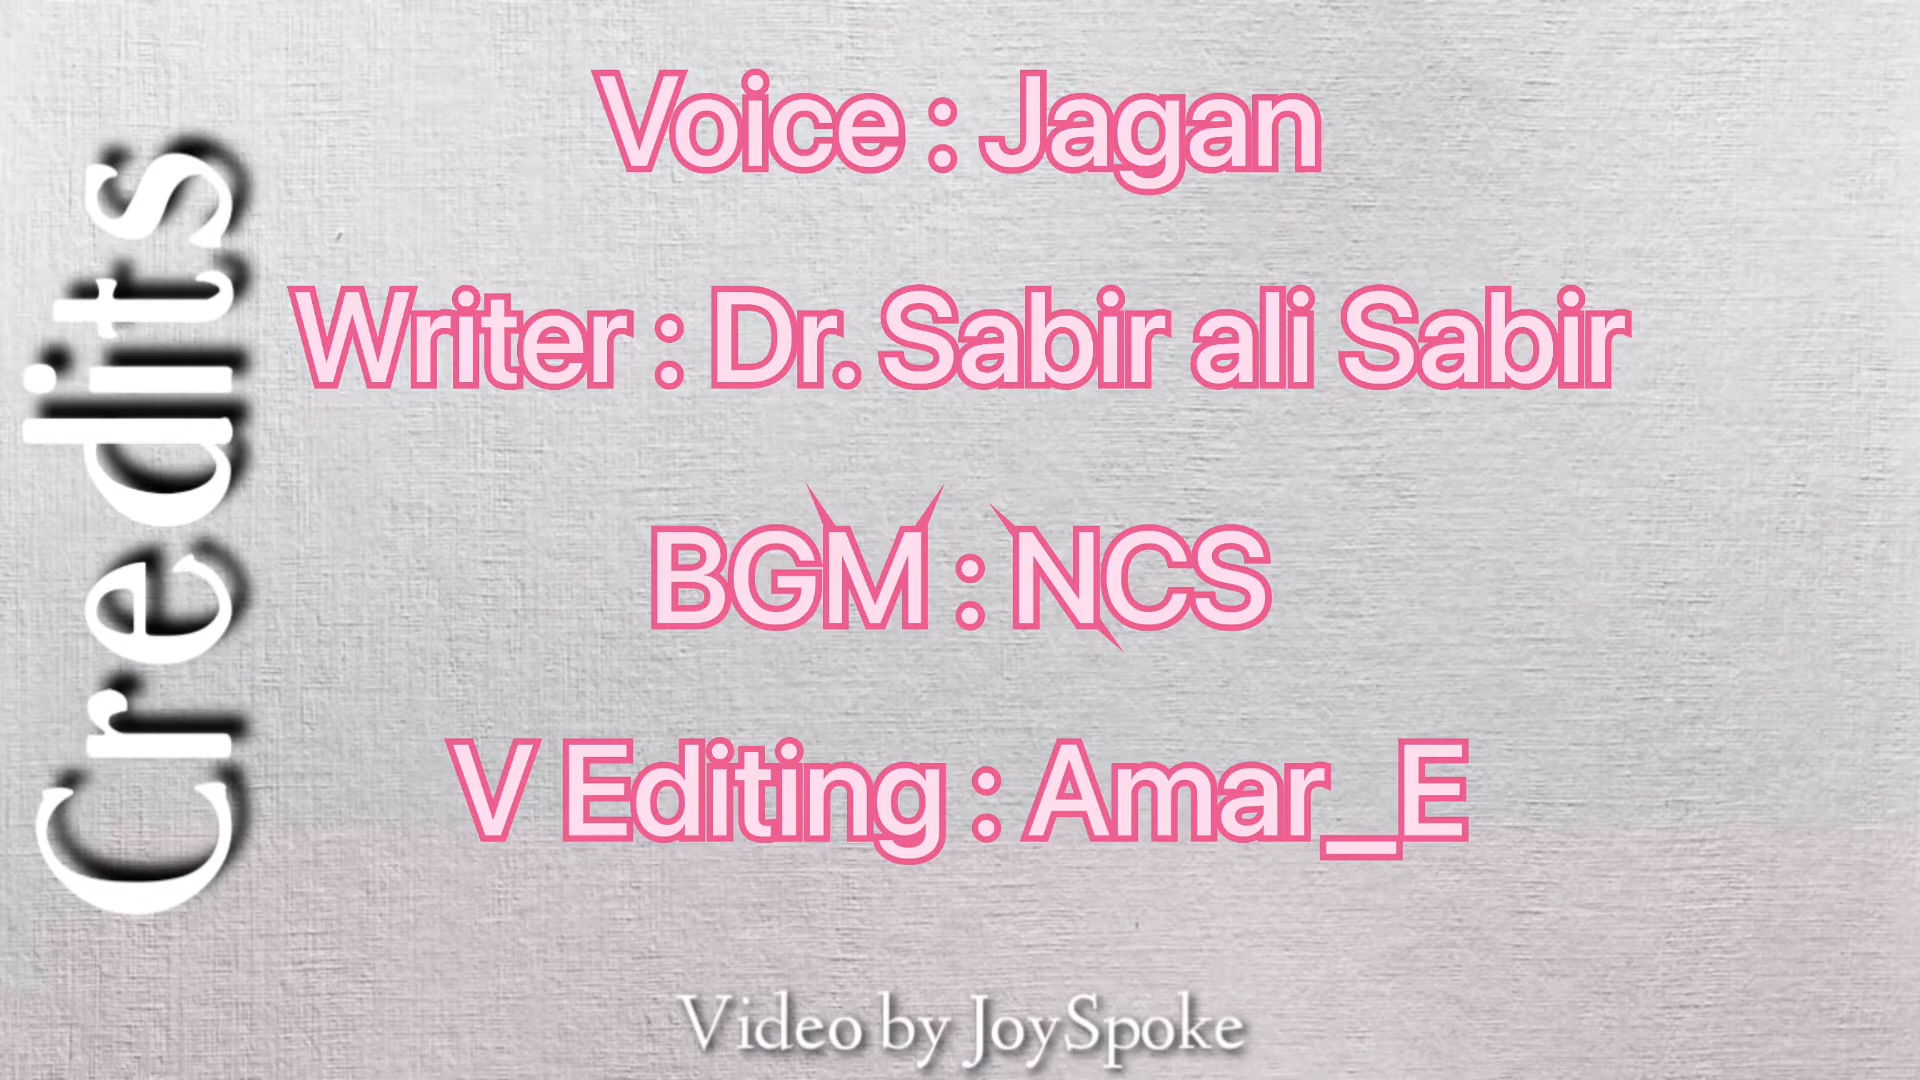 Credits
Voice : Jagan
Writer : Dr. Sabir ali Sabir
BGM : NCS
V Editing : Amar_E
Video by JoySpoke